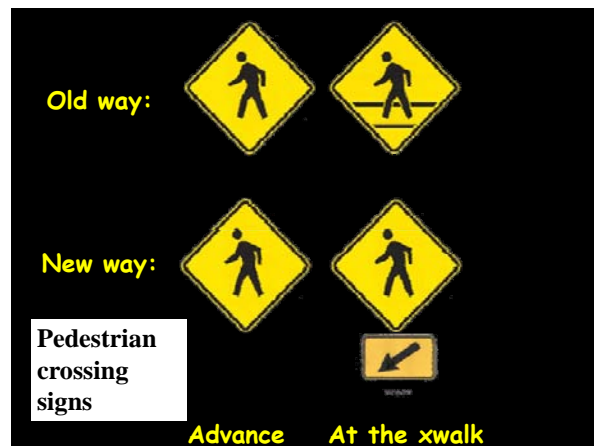 Old way:
New way:
Pedestrian
crossing
signs
Advance
At the xwalk